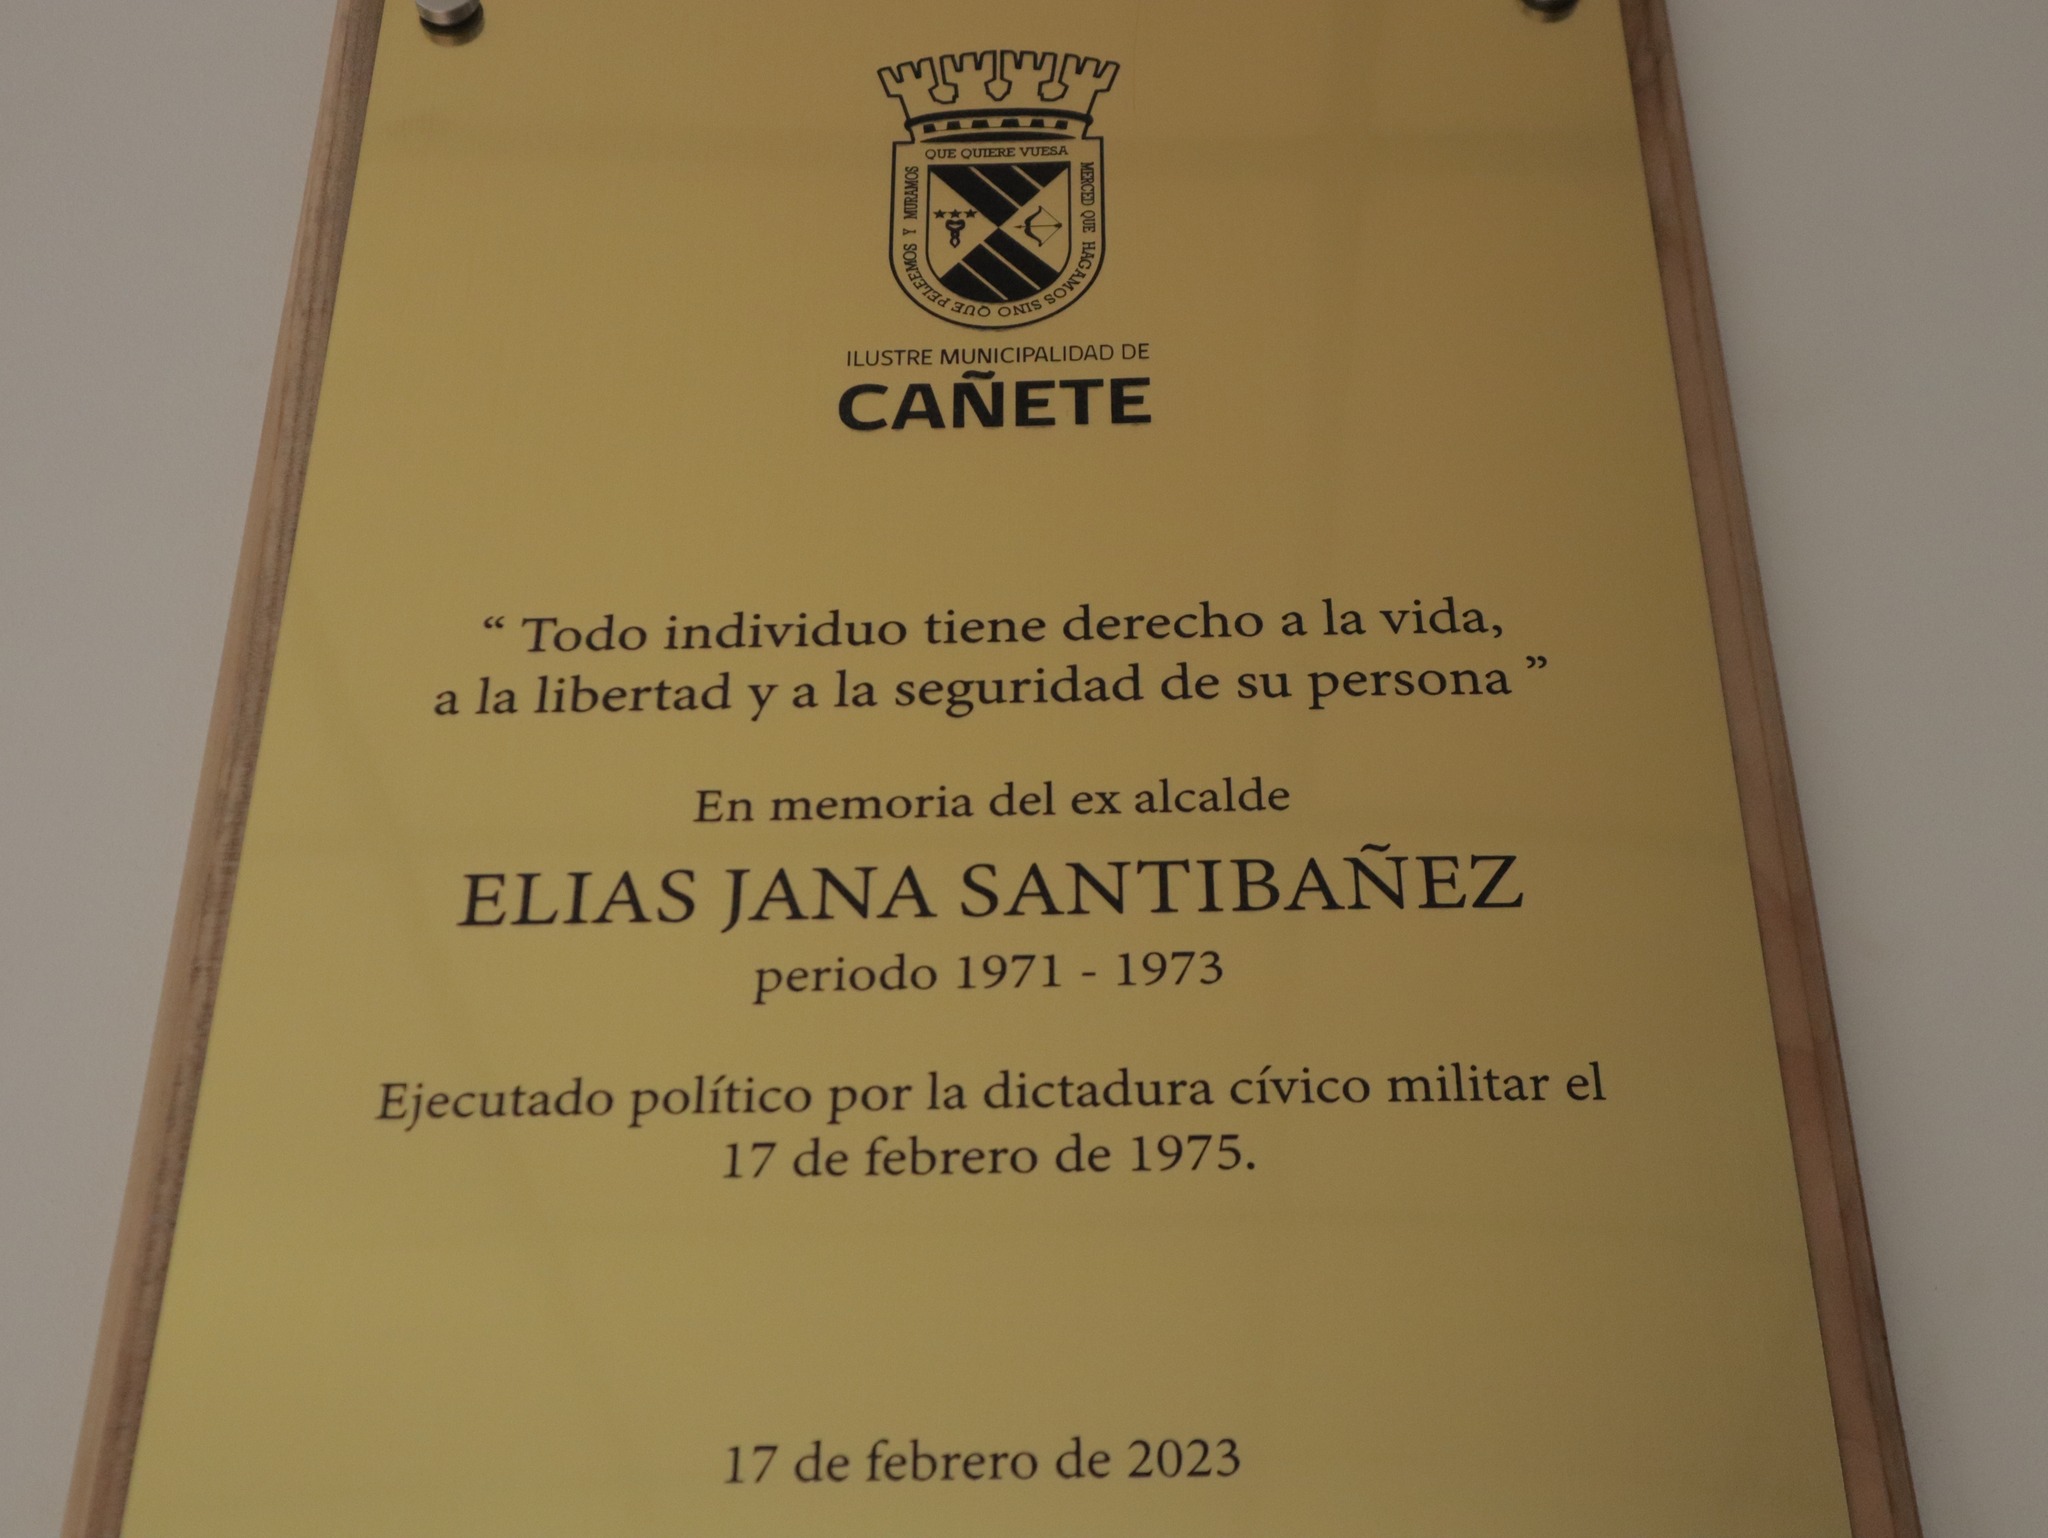 QUE QUIERE VUESA
MERCED QUE HAGAMOS SINO QUE PELEEMOS Y MURAMOS
ILUSTRE MUNICIPALIDAD DE
CAÑETE
“ Todo individuo tiene derecho a la vida,
a la libertad y a la seguridad de su persona ”
En memoria del ex alcalde
ELIAS JANA SANTIBAÑEZ
periodo 1971 - 1973
Ejecutado político por la dictadura cívico militar el
17 de febrero de 1975.
17 de febrero de 2023